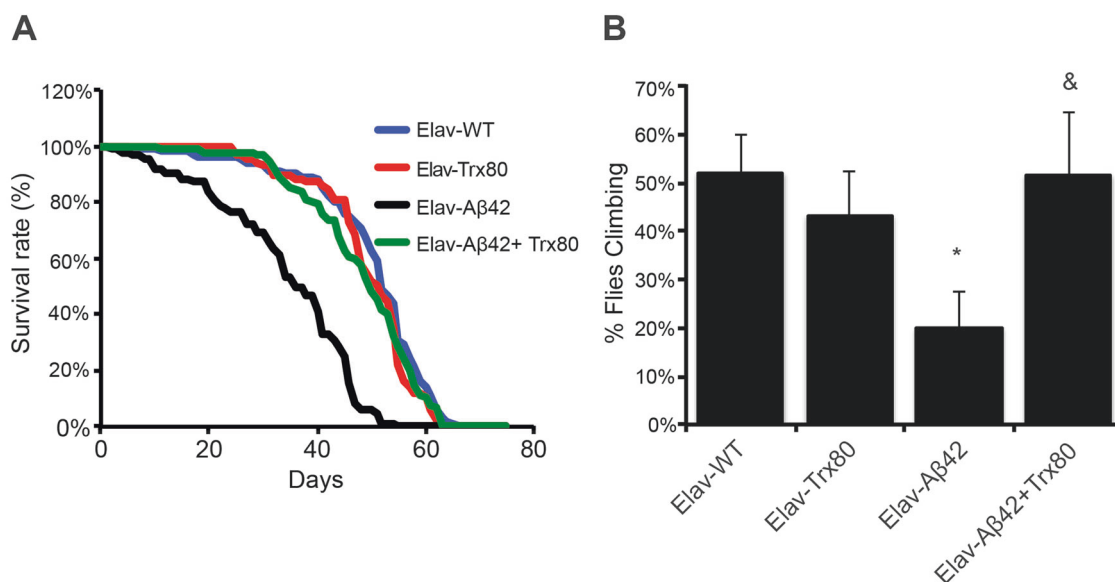 A
Survival rate (%)
120%
100%
80%
60%
40%
20%
0%
0
20
40
60
80
Days
Elav-WT
Elav-Trx80
Elav-Aβ42
Elav-Aβ42+ Trx80
B
% Flies Climbing
70%
60%
50%
40%
30%
20%
10%
0%
*
&
Elav-WT
Elav-Trx80
Elav-Aβ42
Elav-Aβ42+Trx80